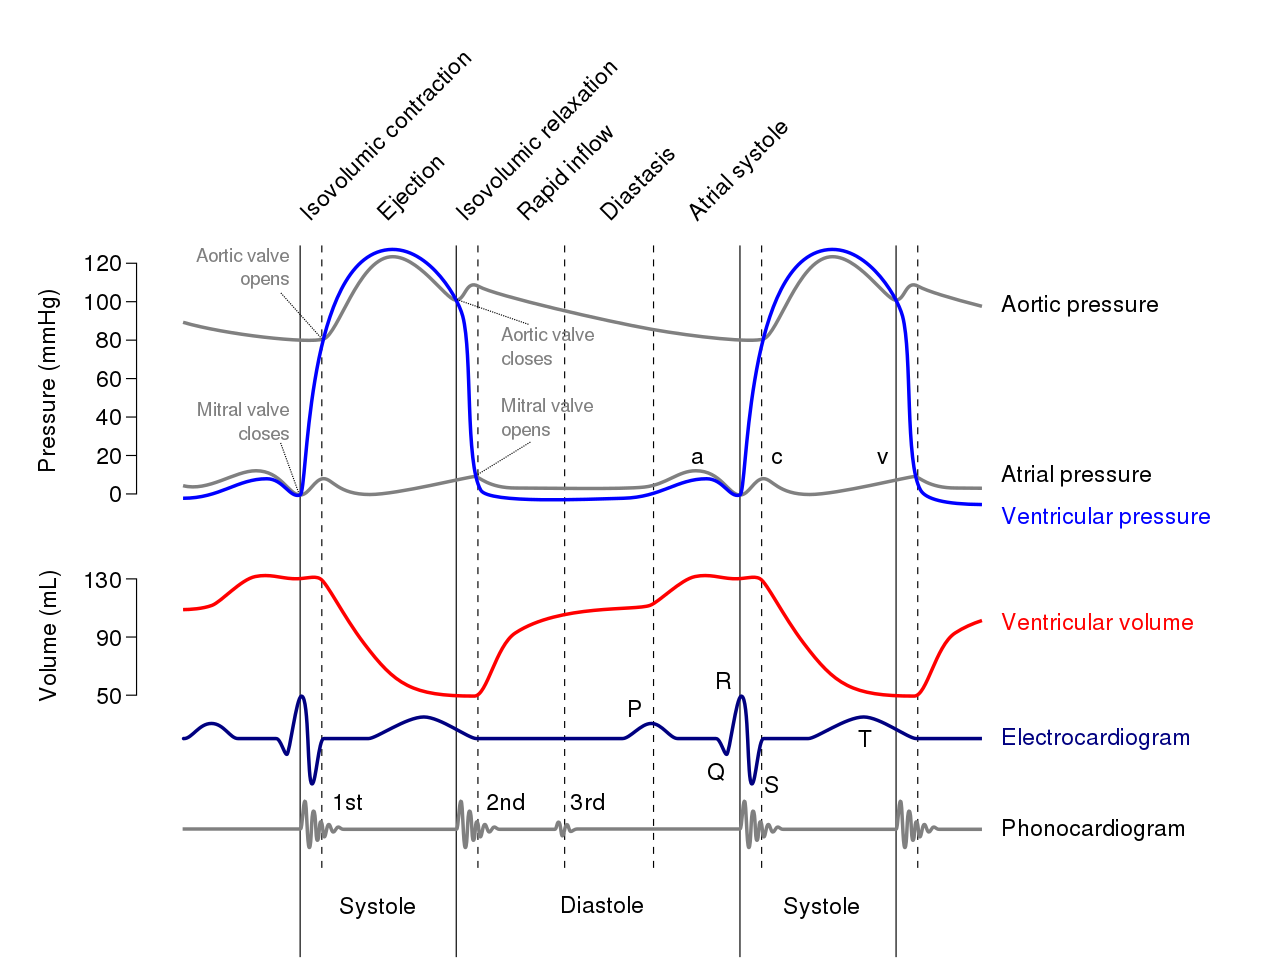 Isovolumic contraction
Ejection
Isovolumic relaxation
Rapid inflow
Diastasis
Atrial systole
Pressure (mmHg)
120
100
80
60
40
20
0
Aortic valve
opens
Aortic valve
closes
Mitral valve
closes
Mitral valve
opens
a
c
v
Aortic pressure
Atrial pressure
Ventricular pressure
Volume (mL)
130
90
50
Ventricular volume
R
P
Q
S
T
Electrocardiogram
1st
2nd
3rd
Phonocardiogram
Systole
Diastole
Systole